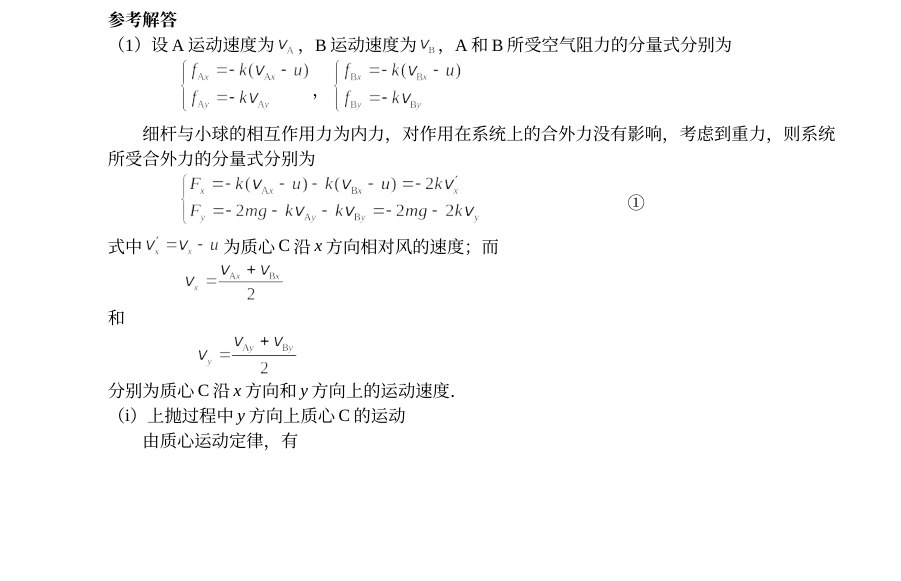 参考解答
（1）设 A 运动速度为 v_A，B 运动速度为 v_B，A 和 B 所受空气阻力的分量式分别为
{ f_Ax = −k(v_Ax − u)
f_Ay = −kv_Ay ， { f_Bx = −k(v_Bx − u)
f_By = −kv_By
细杆与小球的相互作用力为内力，对作用在系统上的合外力没有影响，考虑到重力，则系统
所受合外力的分量式分别为
{ F_x = −k(v_Ax − u) − k(v_Bx − u) = −2kv′_x
F_y = −2mg − kv_Ay − kv_By = −2mg − 2kv_y ①
式中 v′_x = v_x − u 为质心 C 沿 x 方向相对风的速度；而
v_x = (v_Ax + v_Bx)/2
和
v_y = (v_Ay + v_By)/2
分别为质心 C 沿 x 方向和 y 方向上的运动速度.
（i）上抛过程中 y 方向上质心 C 的运动
由质心运动定律，有